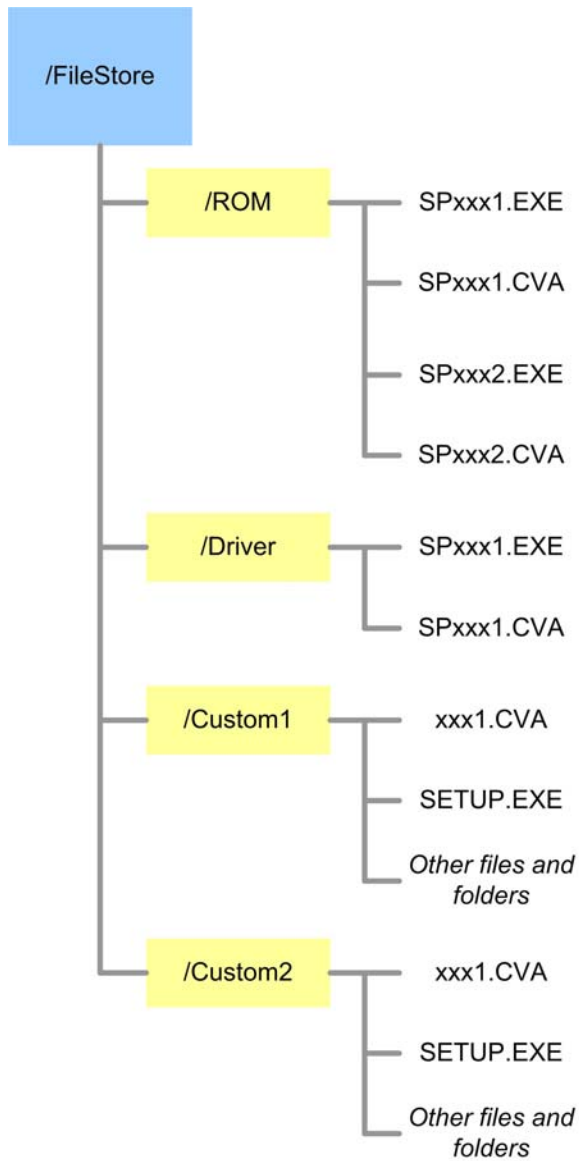 /FileStore
/ROM
SPxxx1.EXE
SPxxx1.CVA
SPxxx2.EXE
SPxxx2.CVA
/Driver
SPxxx1.EXE
SPxxx1.CVA
/Custom1
xxx1.CVA
SETUP.EXE
Other files and
folders
/Custom2
xxx1.CVA
SETUP.EXE
Other files and
folders